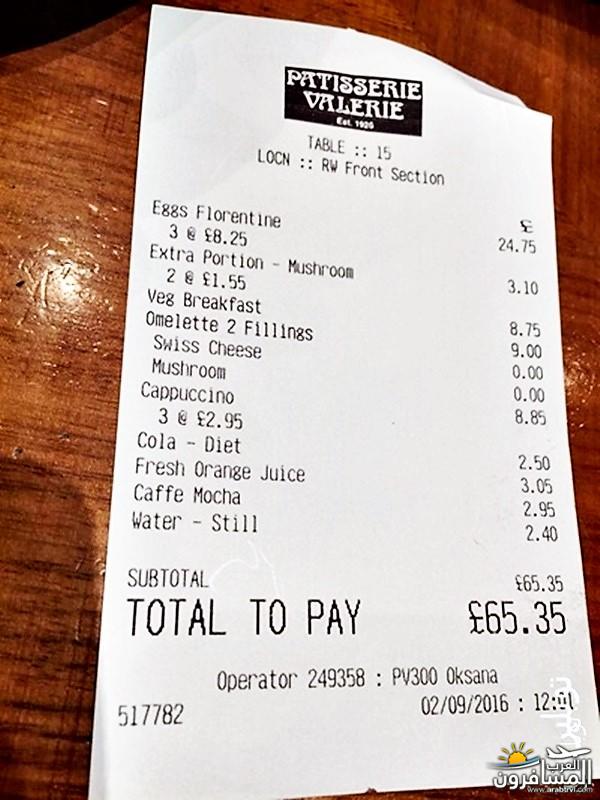 PATISSERIE
VALERIE
Est. 1926
TABLE :: 15
LOCN :: RW Front Section
£
Eggs Florentine
3 @ £8.25 24.75
Extra Portion - Mushroom
2 @ £1.55 3.10
Veg Breakfast 8.75
Omelette 2 Fillings 9.00
Swiss Cheese 0.00
Mushroom 0.00
Cappuccino
3 @ £2.95 8.85
Cola - Diet 2.50
Fresh Orange Juice 3.05
Caffe Mocha 2.95
Water - Still 2.40
SUBTOTAL £65.35
TOTAL TO PAY £65.35
Operator 249358 : PV300 Oksana
517782 02/09/2016 :
العرب
المسافرون
www.arabtrvl.com